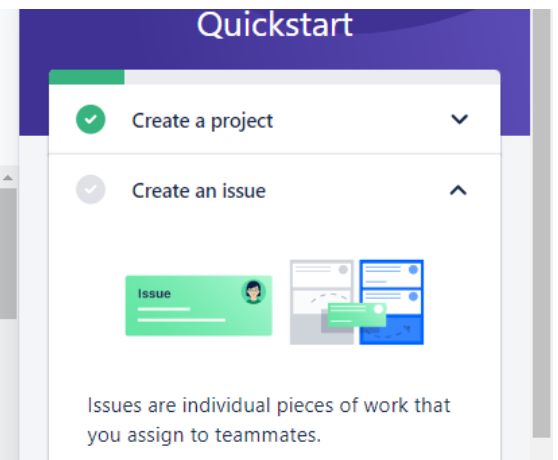 Quickstart
Create a project
Create an issue
Issue
Issues are individual pieces of work that
you assign to teammates.